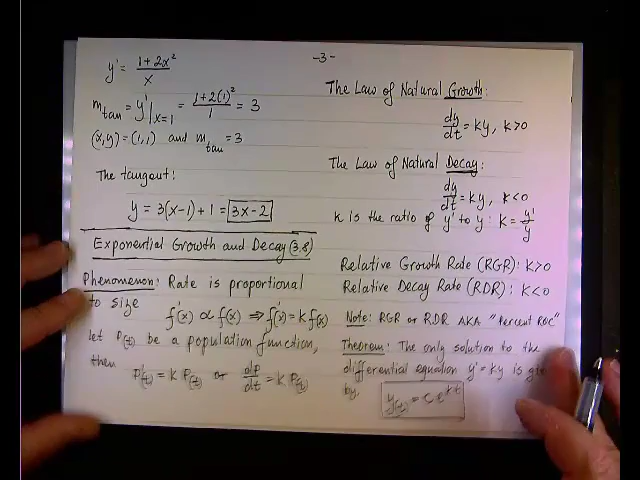 -3-
y' = (1+2x²)/x
m_tan = y'|_{x=1} = (1+2(1)²)/1 = 3
(x,y) = (1,1) and m_tan = 3
The tangent:
y = 3(x-1)+1 = 3x-2
Exponential Growth and Decay (3.8)
Phenomenon: Rate is proportional
to size
f'(x) ∝ f(x) ⇒ f'(x) = k f(x)
let P(t) be a population function,
then
P'(t) = k P(t) or dP/dt = k P(t)
The Law of Natural Growth:
dy/dt = ky, k>0
The Law of Natural Decay:
dy/dt = ky, k<0
k is the ratio of y' to y: k = y'/y
Relative Growth Rate (RGR): k>0
Relative Decay Rate (RDR): k<0
Note: RGR or RDR AKA "Percent ROC"
Theorem: The only solution to the
differential equation y' = ky is
by
y(t) = C e^{kt}